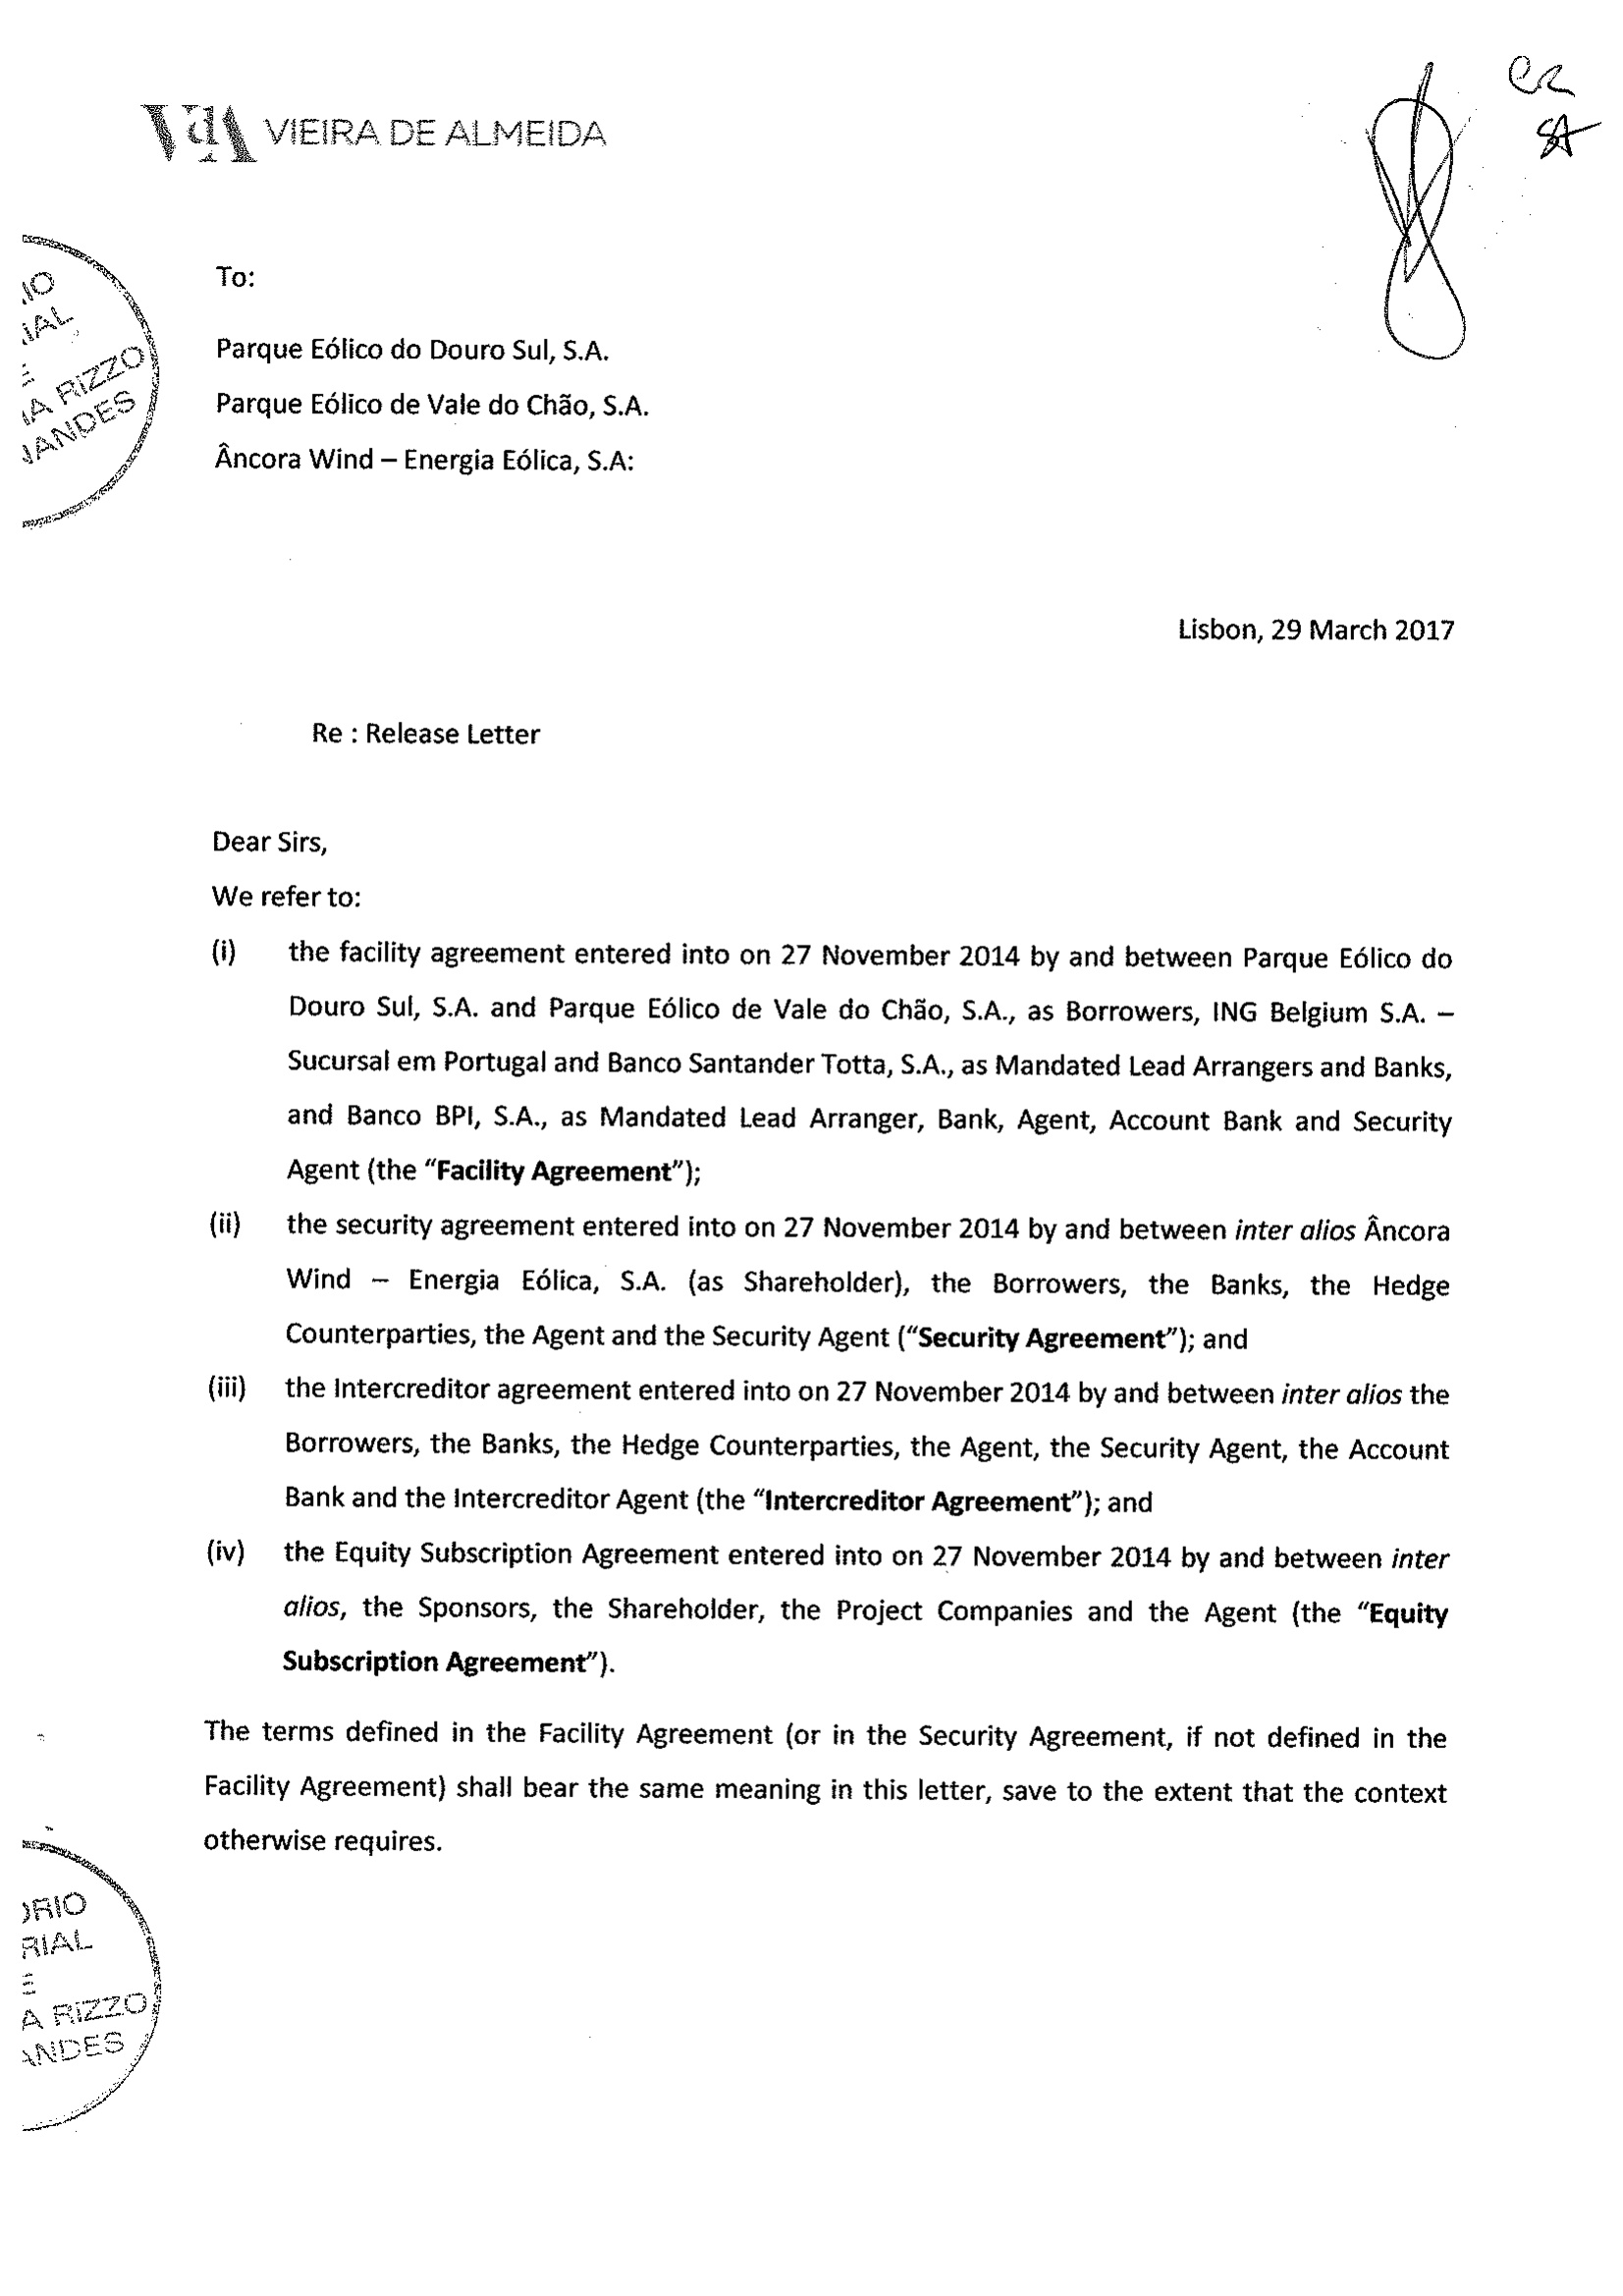 VdA VIEIRA DE ALMEIDA
CR
SA
To:
Parque Eólico do Douro Sul, S.A.
Parque Eólico de Vale do Chão, S.A.
Âncora Wind – Energia Eólica, S.A:
RIZZO
Lisbon, 29 March 2017
Re : Release Letter
Dear Sirs,
We refer to:
(i) the facility agreement entered into on 27 November 2014 by and between Parque Eólico do
Douro Sul, S.A. and Parque Eólico de Vale do Chão, S.A., as Borrowers, ING Belgium S.A. –
Sucursal em Portugal and Banco Santander Totta, S.A., as Mandated Lead Arrangers and Banks,
and Banco BPI, S.A., as Mandated Lead Arranger, Bank, Agent, Account Bank and Security
Agent (the “Facility Agreement”);
(ii) the security agreement entered into on 27 November 2014 by and between inter alios Âncora
Wind – Energia Eólica, S.A. (as Shareholder), the Borrowers, the Banks, the Hedge
Counterparties, the Agent and the Security Agent (“Security Agreement”); and
(iii) the Intercreditor agreement entered into on 27 November 2014 by and between inter alios the
Borrowers, the Banks, the Hedge Counterparties, the Agent, the Security Agent, the Account
Bank and the Intercreditor Agent (the “Intercreditor Agreement”); and
(iv) the Equity Subscription Agreement entered into on 27 November 2014 by and between inter
alios, the Sponsors, the Shareholder, the Project Companies and the Agent (the “Equity
Subscription Agreement”).
The terms defined in the Facility Agreement (or in the Security Agreement, if not defined in the
Facility Agreement) shall bear the same meaning in this letter, save to the extent that the context
otherwise requires.
RIZZO